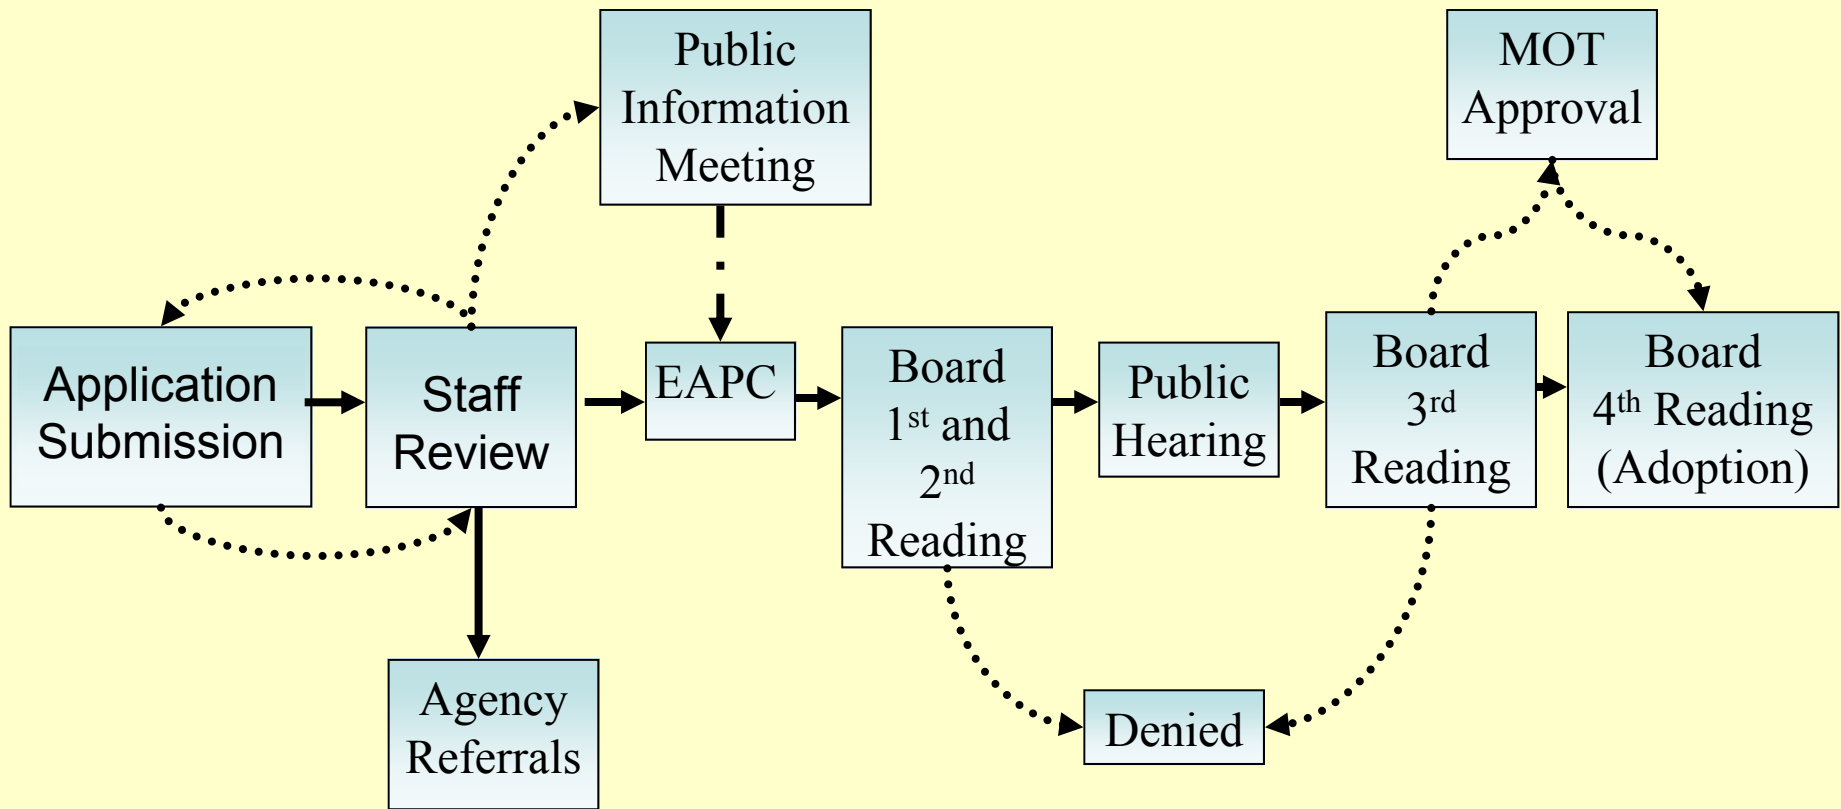 Public
Information
Meeting
MOT
Approval
Application
Submission
Staff
Review
EAPC
Board
1st and
2nd
Reading
Public
Hearing
Board
3rd
Reading
Board
4th Reading
(Adoption)
Agency
Referrals
Denied